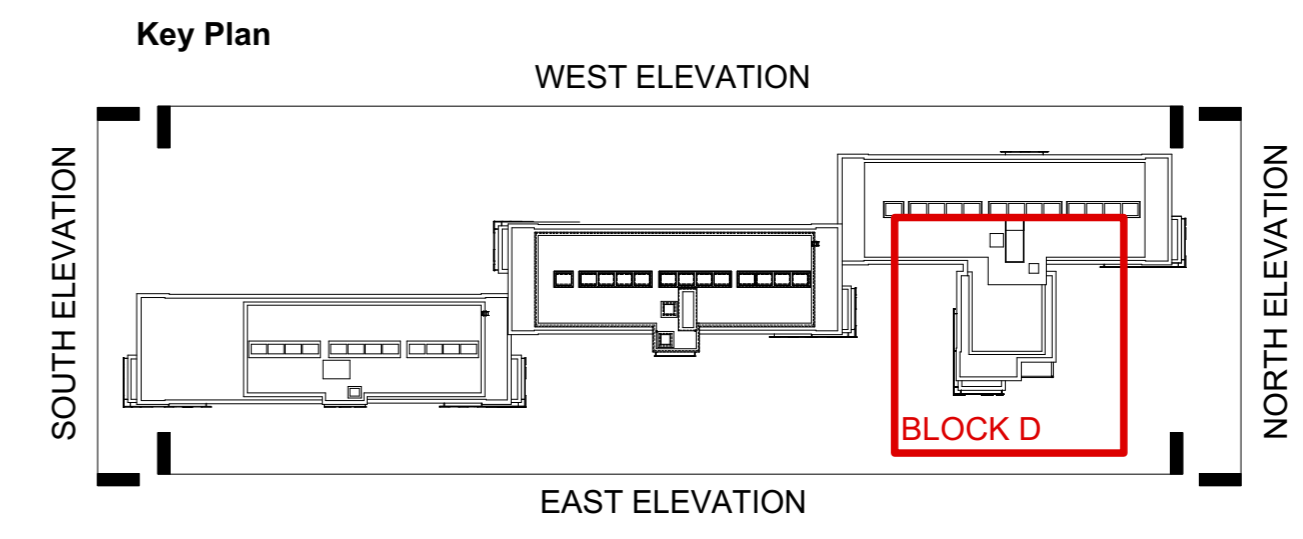 Key Plan
WEST ELEVATION
SOUTH ELEVATION
NORTH ELEVATION
BLOCK D
EAST ELEVATION